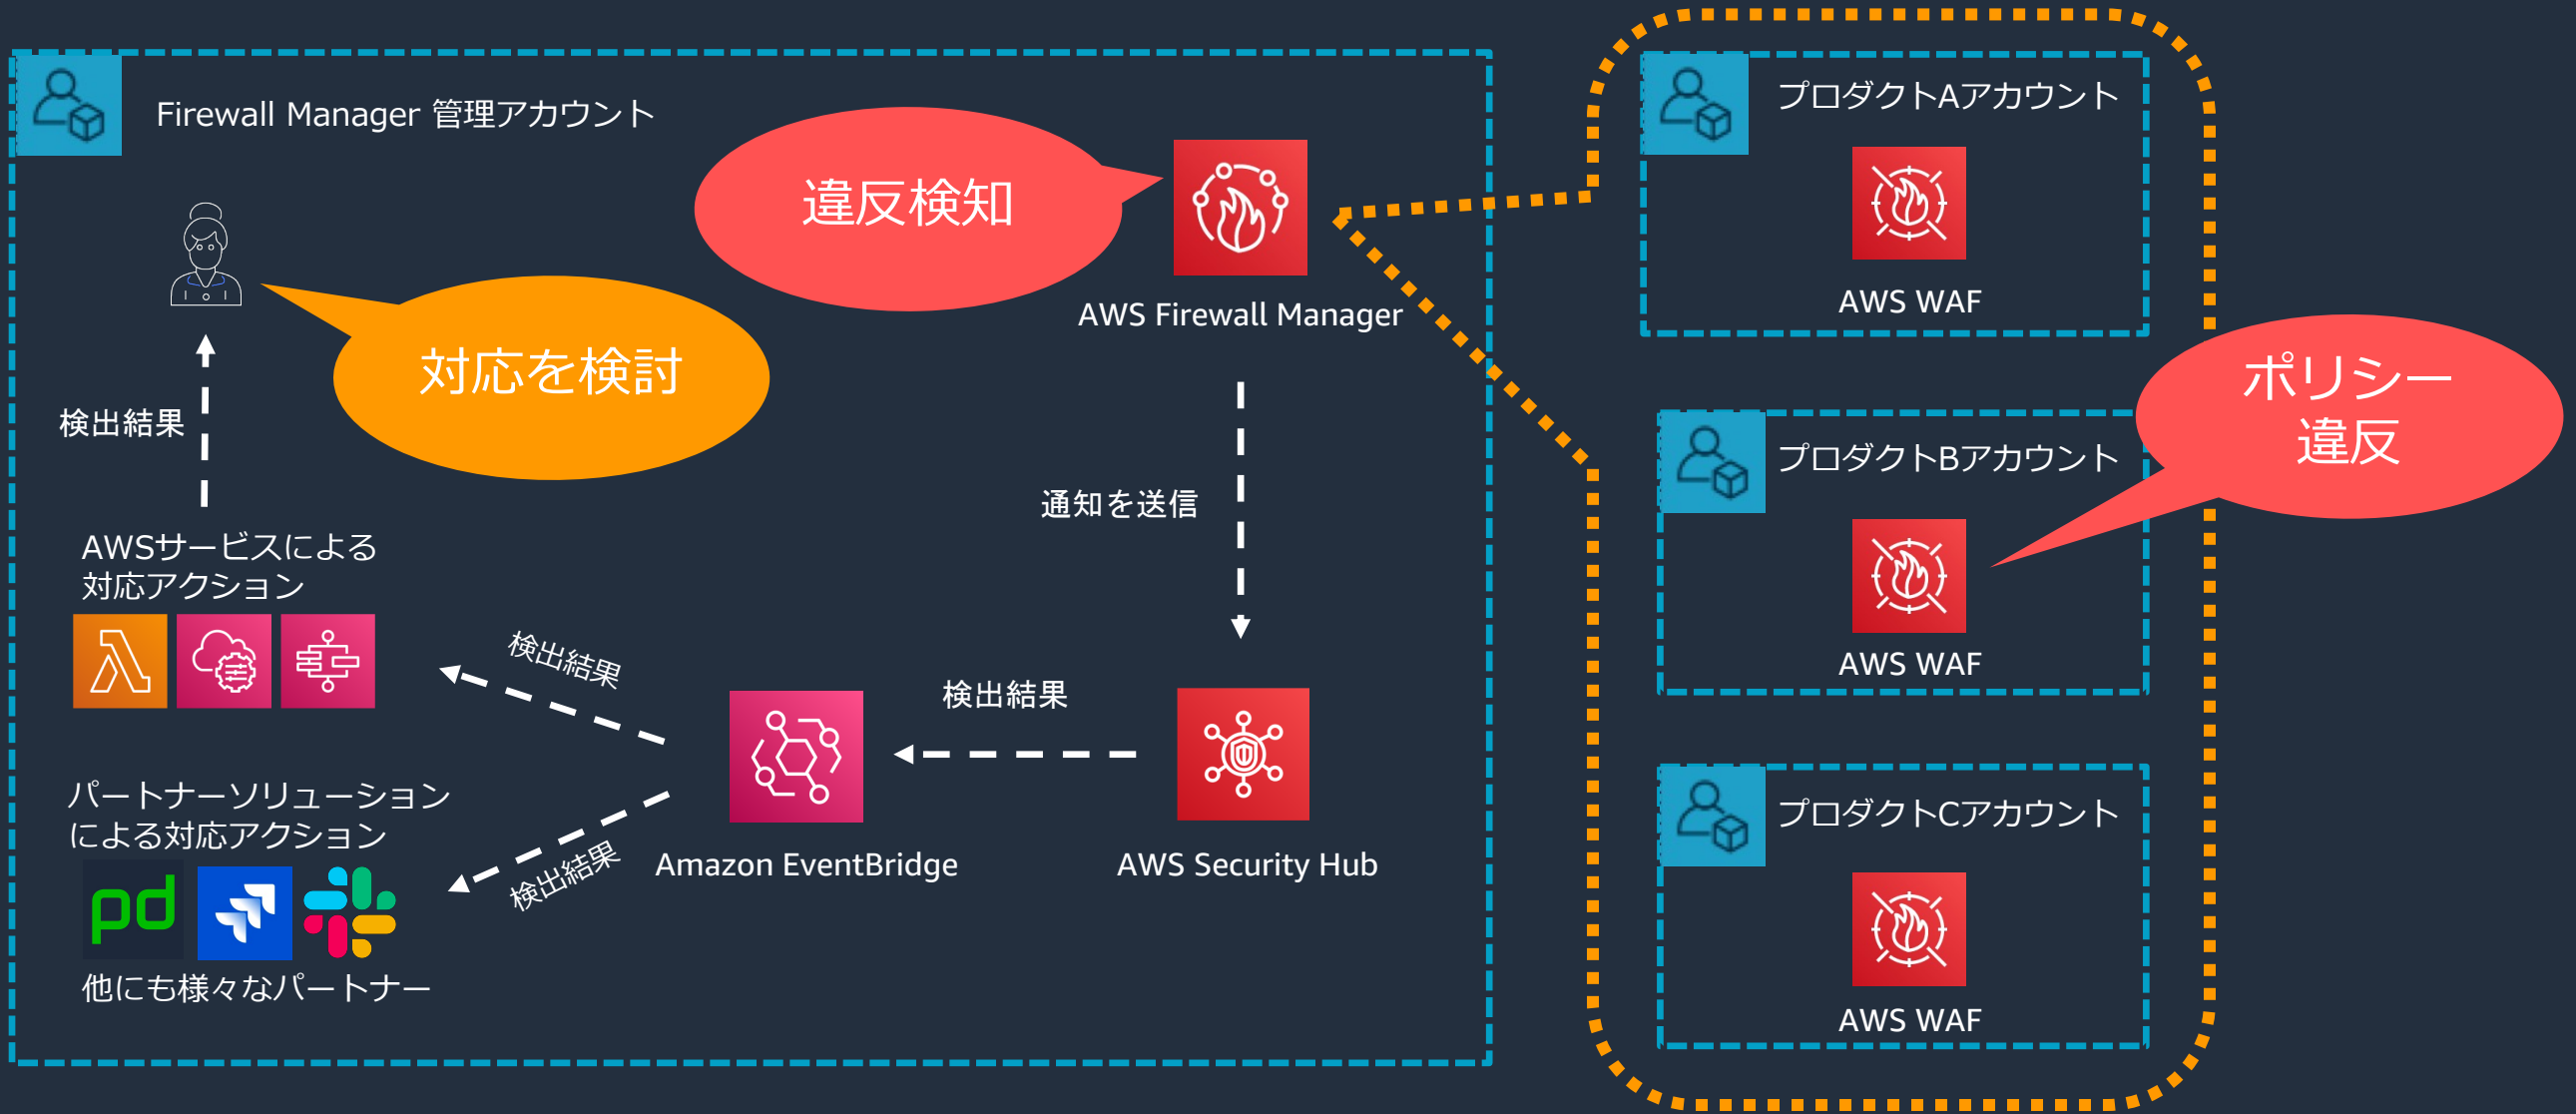 Firewall Manager 管理アカウント
違反検知
AWS Firewall Manager
対応を検討
検出結果
通知を送信
AWSサービスによる
対応アクション
検出結果
検出結果
検出結果
パートナーソリューション
による対応アクション
pd
他にも様々なパートナー
Amazon EventBridge
AWS Security Hub
プロダクトAアカウント
AWS WAF
ポリシー
違反
プロダクトBアカウント
AWS WAF
プロダクトCアカウント
AWS WAF